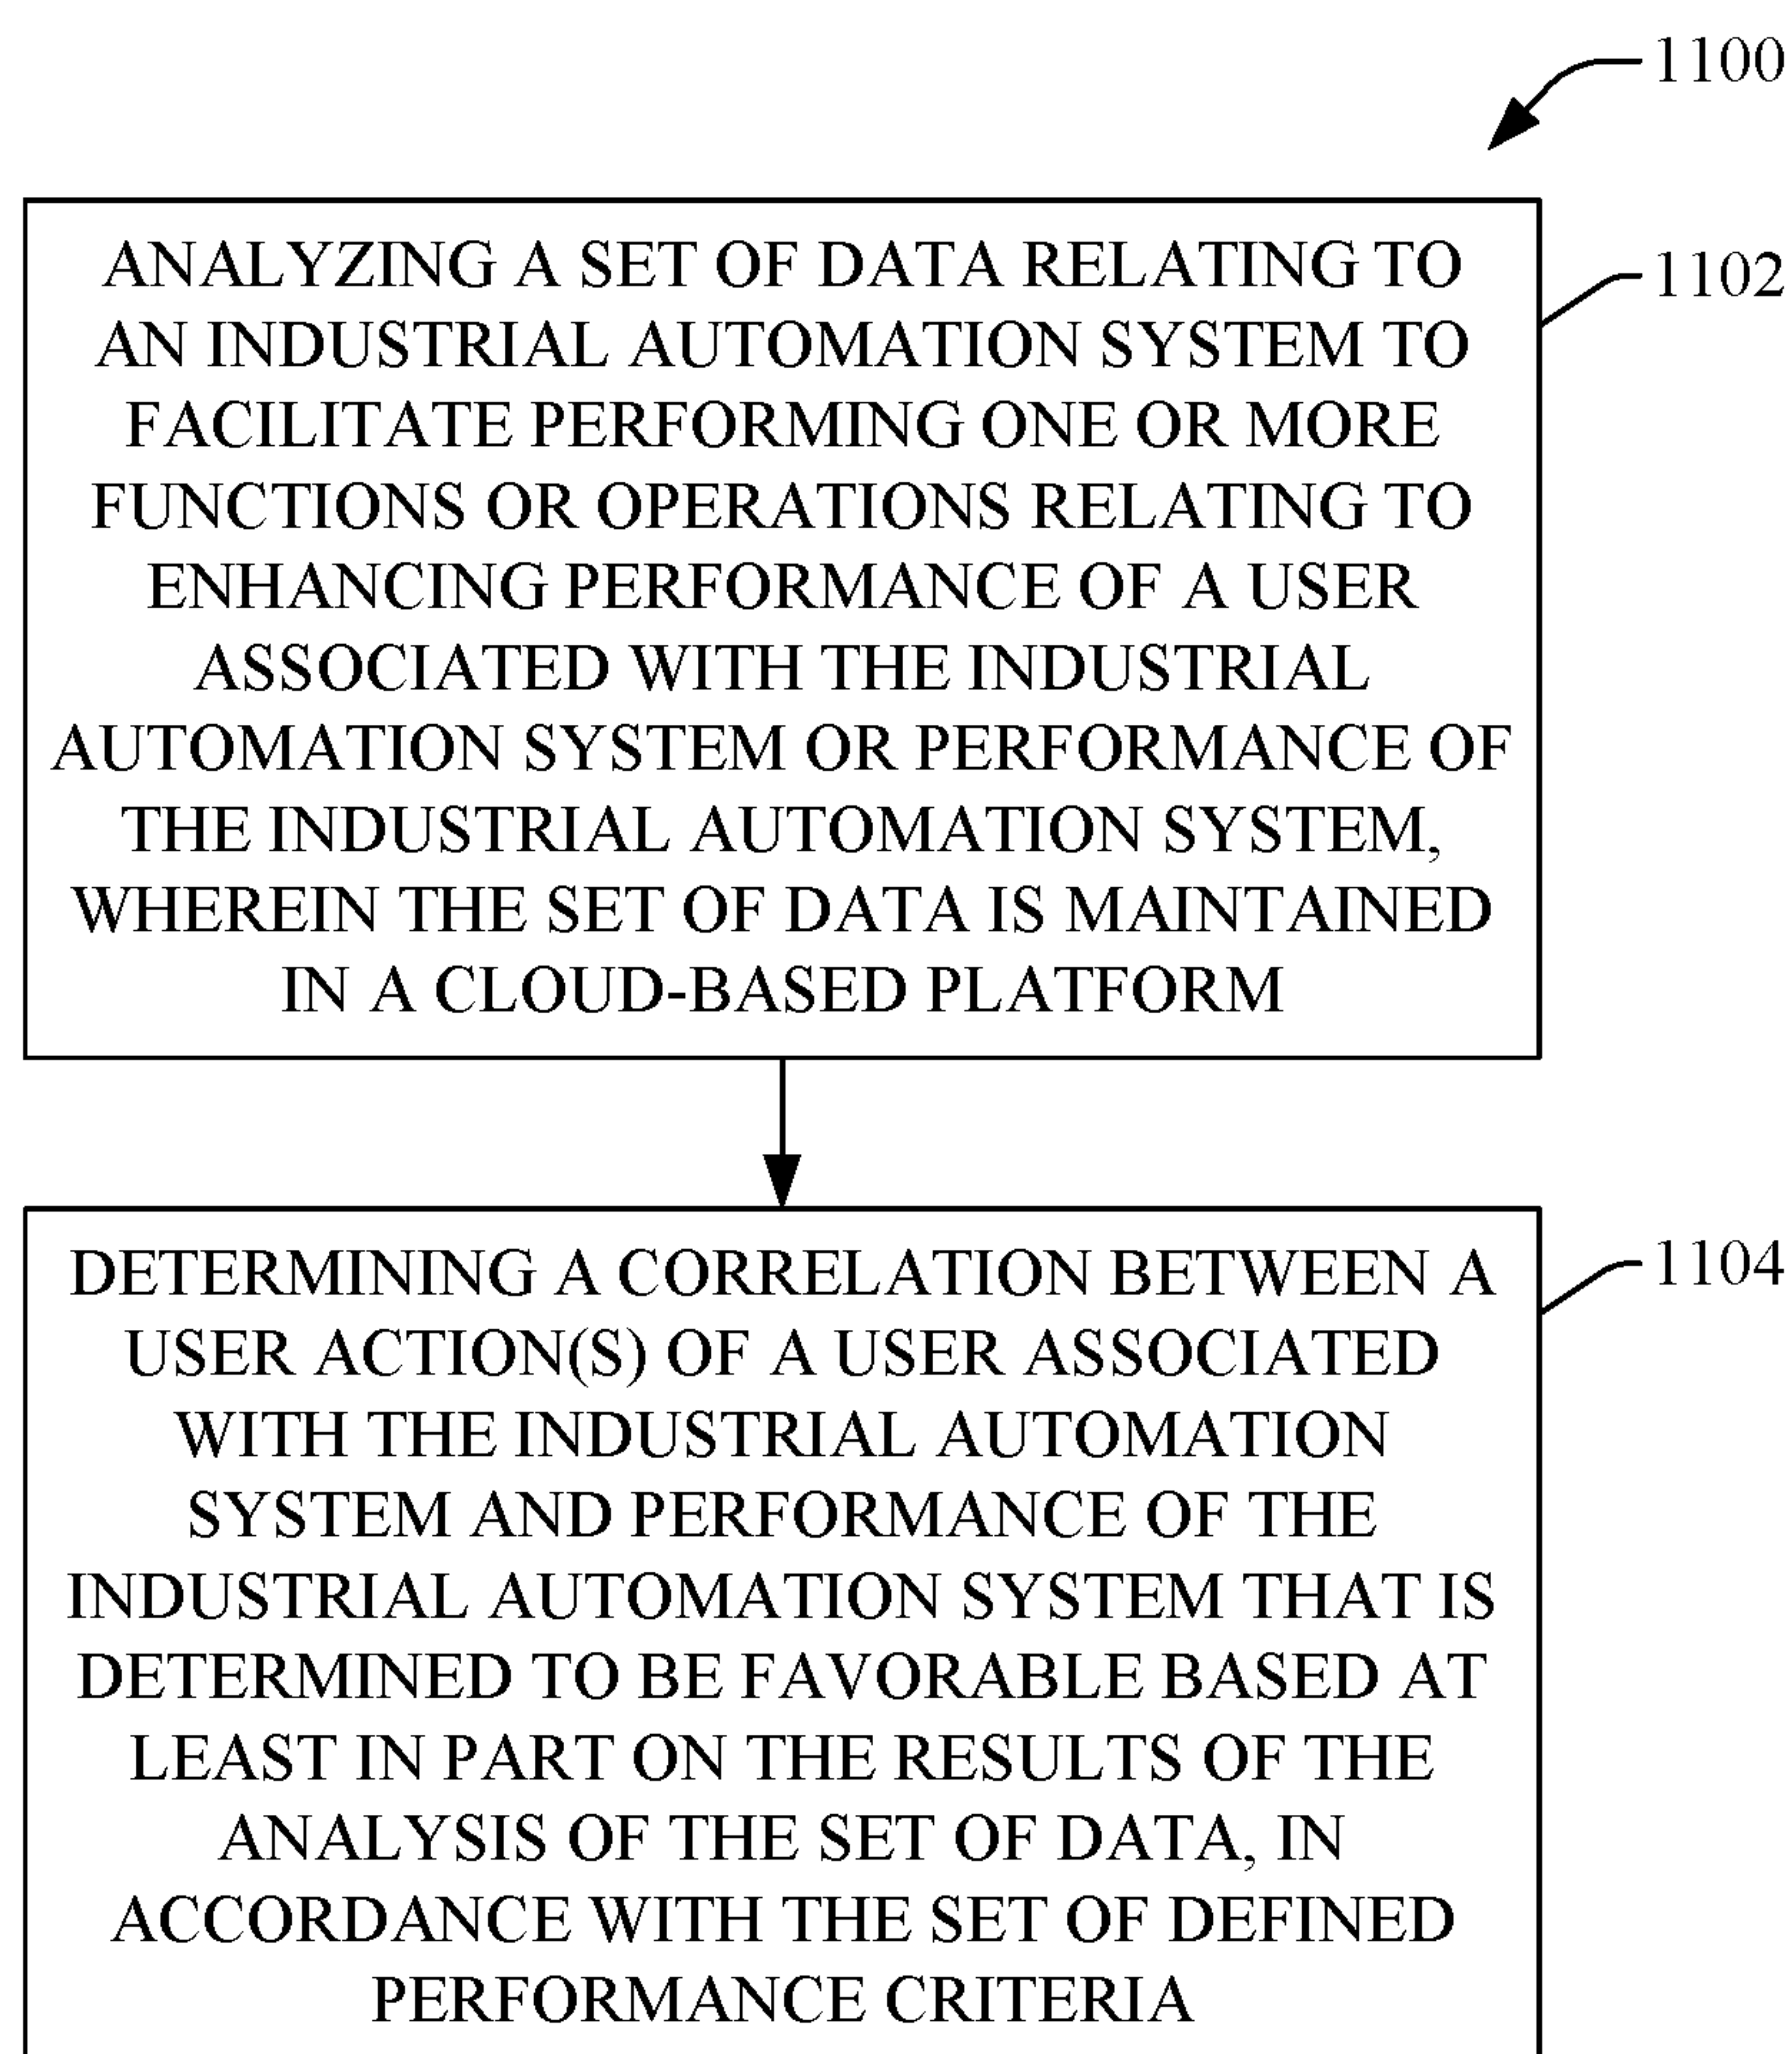 1100
ANALYZING A SET OF DATA RELATING TO
1102
AN INDUSTRIAL AUTOMATION SYSTEM TO
FACILITATE PERFORMING ONE OR MORE
FUNCTIONS OR OPERATIONS RELATING TO
ENHANCING PERFORMANCE OF A USER
ASSOCIATED WITH THE INDUSTRIAL
AUTOMATION SYSTEM OR PERFORMANCE OF
THE INDUSTRIAL AUTOMATION SYSTEM,
WHEREIN THE SET OF DATA IS MAINTAINED
IN A CLOUD-BASED PLATFORM
DETERMINING A CORRELATION BETWEEN A
1104
USER ACTION(S) OF A USER ASSOCIATED
WITH THE INDUSTRIAL AUTOMATION
SYSTEM AND PERFORMANCE OF THE
INDUSTRIAL AUTOMATION SYSTEM THAT IS
DETERMINED TO BE FAVORABLE BASED AT
LEAST IN PART ON THE RESULTS OF THE
ANALYSIS OF THE SET OF DATA, IN
ACCORDANCE WITH THE SET OF DEFINED
PERFORMANCE CRITERIA